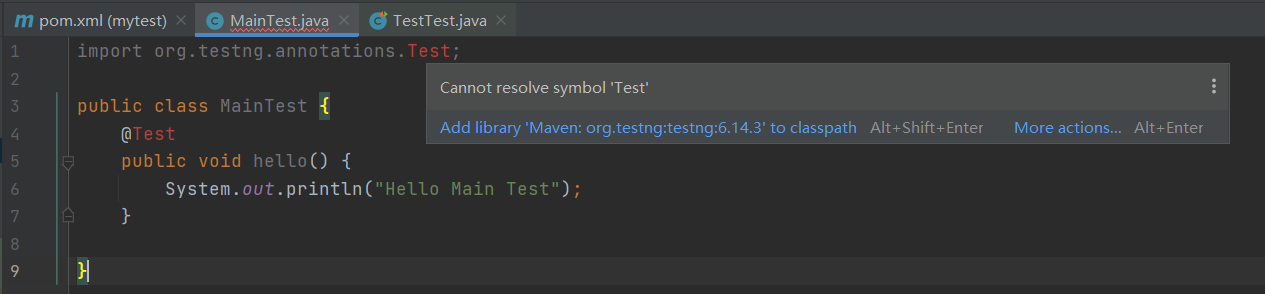 m pom.xml (mytest) × C MainTest.java × C TestTest.java ×
1 import org.testng.annotations.Test;
2
3 public class MainTest {
4 @Test
5 public void hello() {
6 System.out.println("Hello Main Test");
7 }
8
9 }
Cannot resolve symbol 'Test'
Add library 'Maven: org.testng:testng:6.14.3' to classpath Alt+Shift+Enter More actions... Alt+Enter